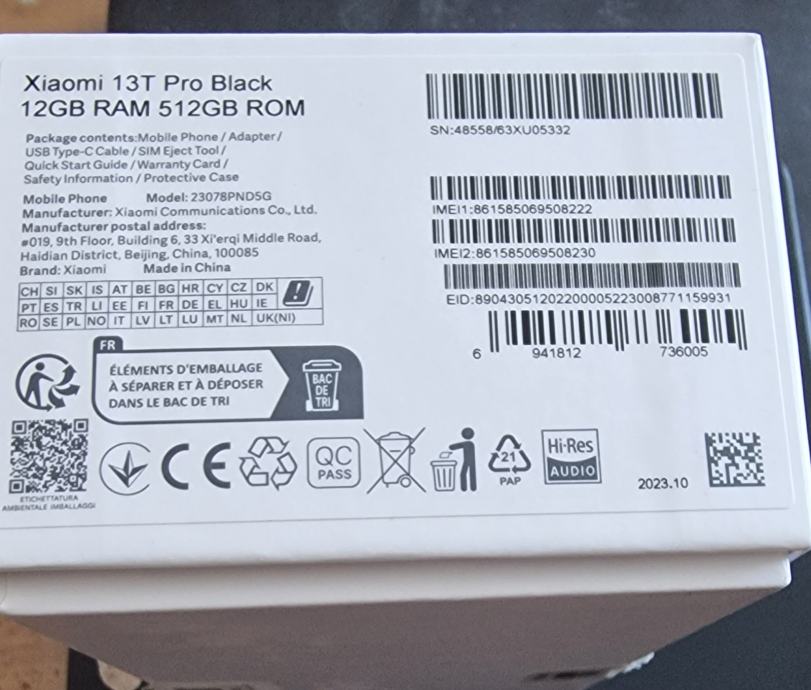 Xiaomi 13T Pro Black
12GB RAM 512GB ROM
Package contents:Mobile Phone / Adapter /
USB Type-C Cable / SIM Eject Tool /
Quick Start Guide / Warranty Card /
Safety Information / Protective Case
Mobile Phone Model: 23078PND5G
Manufacturer: Xiaomi Communications Co., Ltd.
Manufacturer postal address:
#019, 9th Floor, Building 6, 33 Xi'erqi Middle Road,
Haidian District, Beijing, China, 100085
Brand: Xiaomi Made in China
CH SI SK IS AT BE BG HR CY CZ DK
PT ES TR LI EE FI FR DE EL HU IE
RO SE PL NO IT LV LT LU MT NL UK(NI)
SN:48558/63XU05332
IMEI1:861585069508222
IMEI2:861585069508230
EID:89043051202200005223008771159931
6 941812 736005
FR
ÉLÉMENTS D'EMBALLAGE
À SÉPARER ET À DÉPOSER
DANS LE BAC DE TRI
BAC
DE
TRI
ETICHETTATURA
AMBIENTALE IMBALLAGGI
CE
QC
PASS
21
PAP
Hi-Res
AUDIO
2023.10